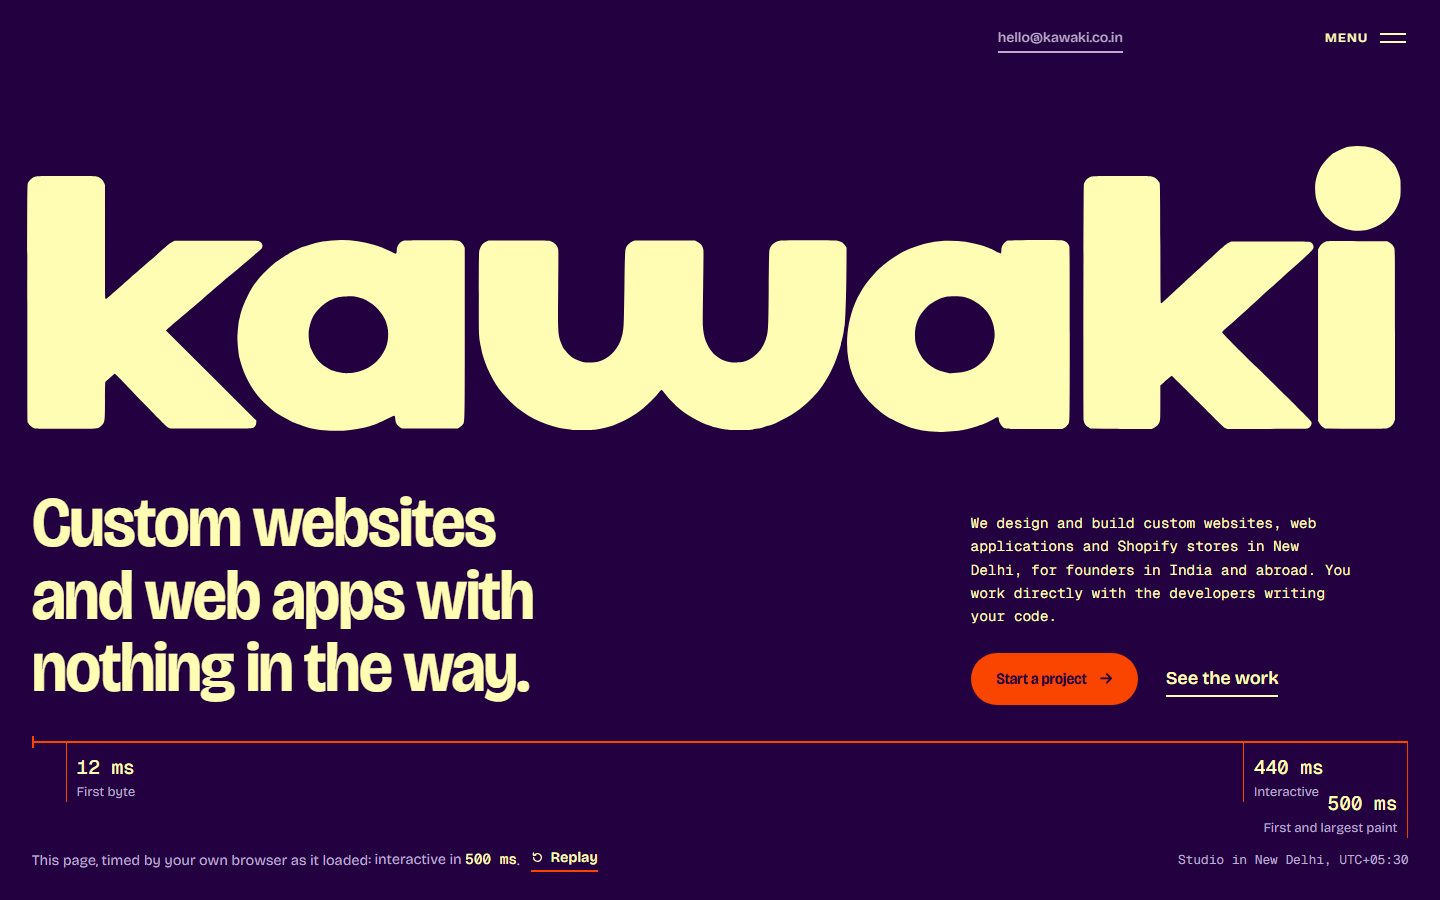 hello@kawaki.co.in
MENU
kawaki
Custom websites
and web apps with
nothing in the way.
We design and build custom websites, web
applications and Shopify stores in New
Delhi, for founders in India and abroad. You
work directly with the developers writing
your code.
Start a project →
See the work
12 ms
First byte
440 ms
Interactive
500 ms
First and largest paint
This page, timed by your own browser as it loaded: interactive in 500 ms.
Replay
Studio in New Delhi, UTC+05:30